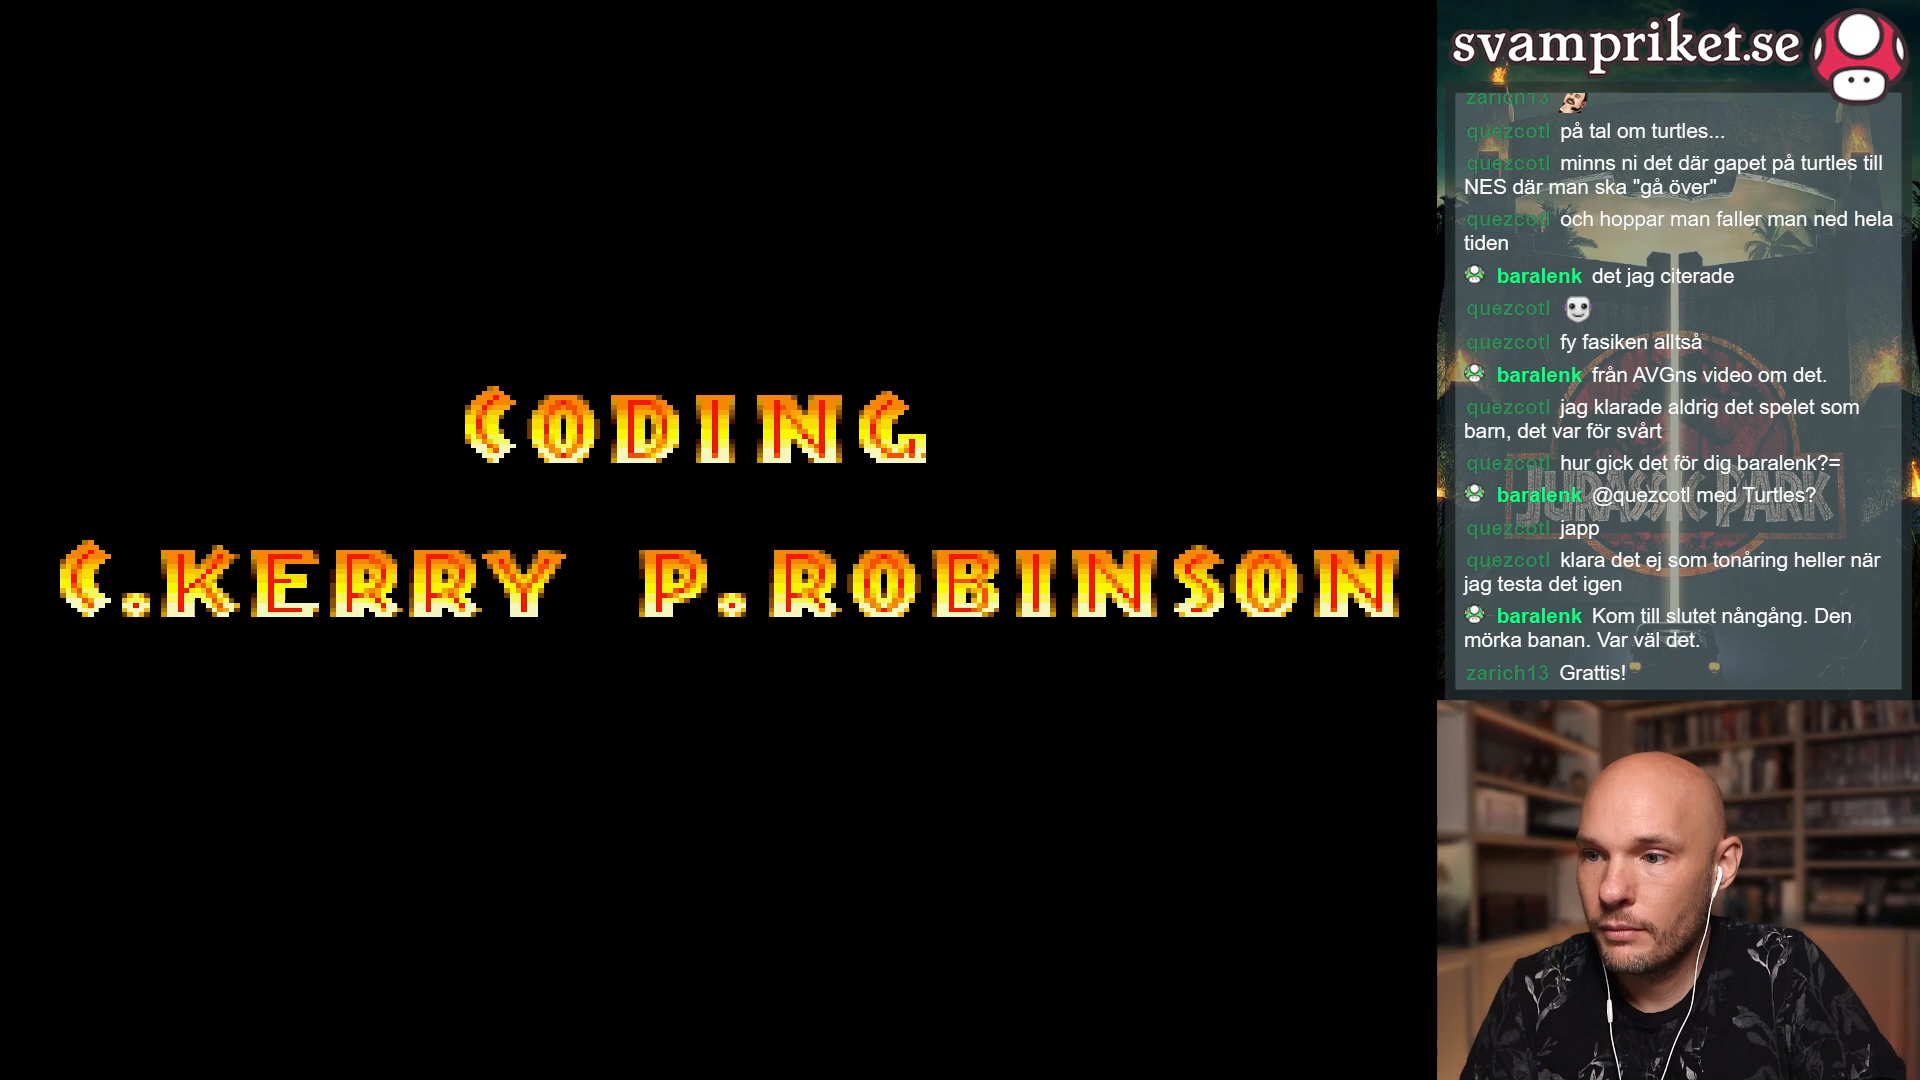 CODING
C.KERRY P.ROBINSON
svampriket.se
zarich13
quezcotl på tal om turtles...
quezcotl minns ni det där gapet på turtles till
NES där man ska "gå över"
quezcotl och hoppar man faller man ned hela
tiden
baralenk det jag citerade
quezcotl
quezcotl fy fasiken alltså
baralenk från AVGns video om det.
quezcotl jag klarade aldrig det spelet som
barn, det var för svårt
quezcotl hur gick det för dig baralenk?=
baralenk @quezcotl med Turtles?
quezcotl japp
quezcotl klara det ej som tonåring heller när
jag testa det igen
baralenk Kom till slutet nångång. Den
mörka banan. Var väl det.
zarich13 Grattis!
JURASSIC PARK